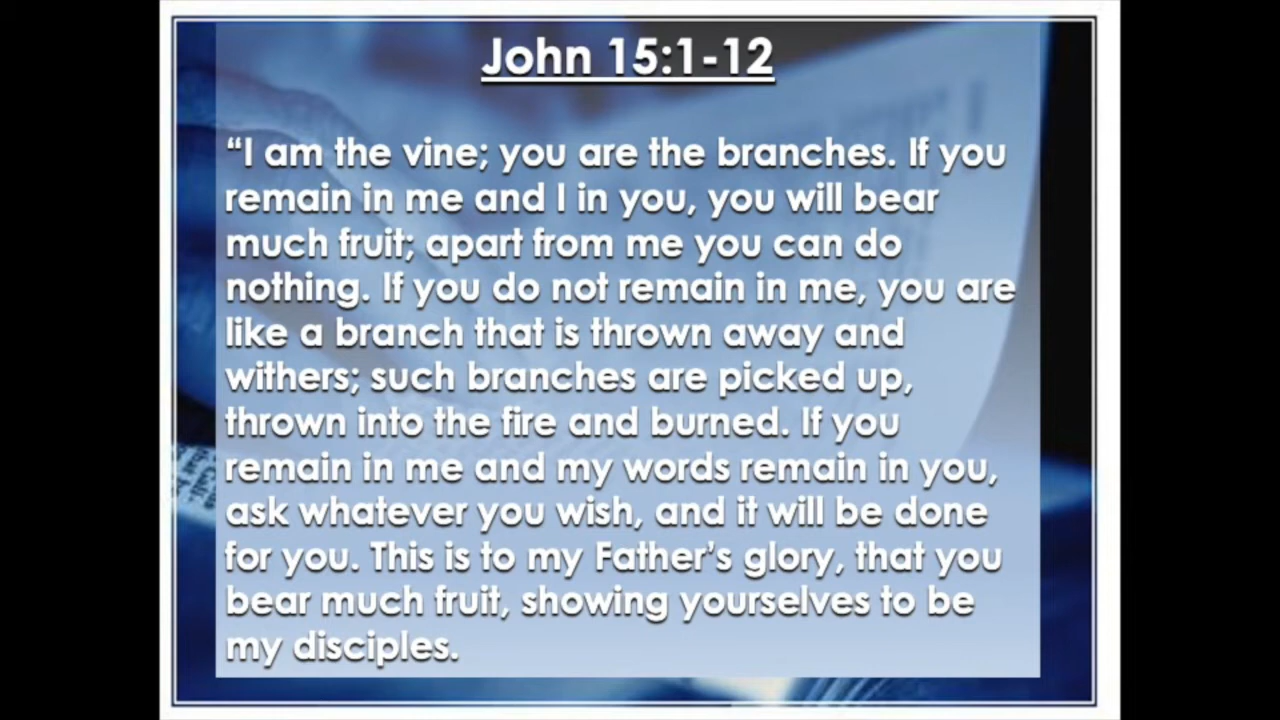 John 15:1-12
“I am the vine; you are the branches. If you
remain in me and I in you, you will bear
much fruit; apart from me you can do
nothing. If you do not remain in me, you are
like a branch that is thrown away and
withers; such branches are picked up,
thrown into the fire and burned. If you
remain in me and my words remain in you,
ask whatever you wish, and it will be done
for you. This is to my Father’s glory, that you
bear much fruit, showing yourselves to be
my disciples.